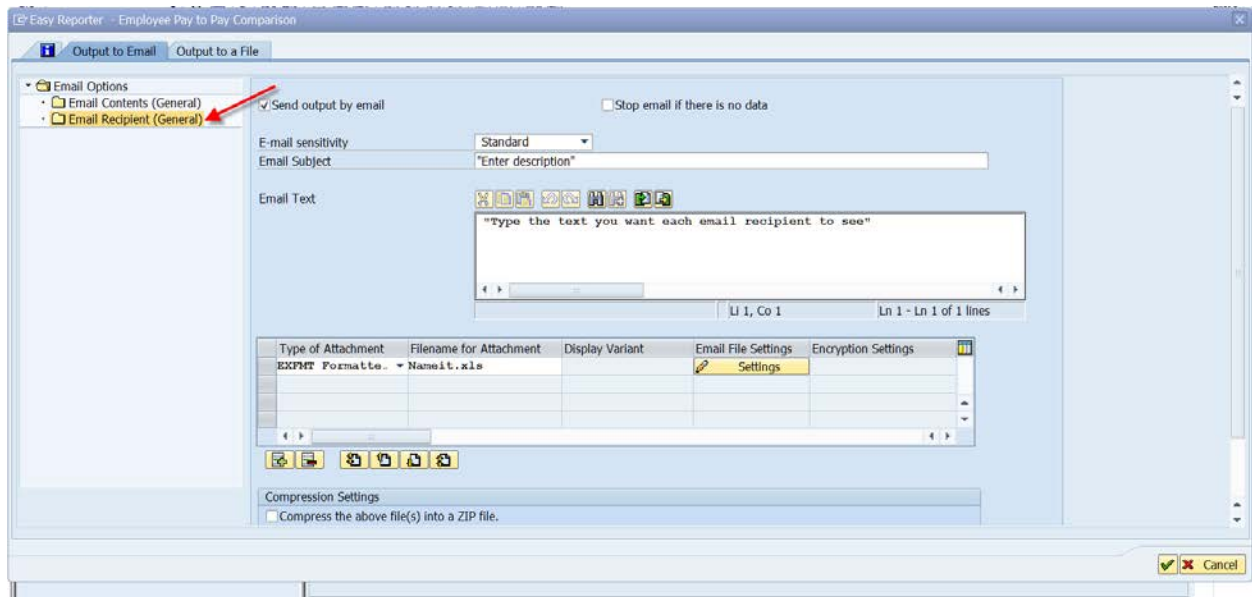 Easy Reporter - Employee Pay to Pay Comparison
Output to Email Output to a File
Email Options
Email Contents (General)
Email Recipient (General)
Send output by email Stop email if there is no data
E-mail sensitivity Standard
Email Subject "Enter description"
Email Text
"Type the text you want each email recipient to see"
Li 1, Co 1 Ln 1 - Ln 1 of 1 lines
Type of Attachment Filename for Attachment Display Variant Email File Settings Encryption Settings
EXFMT Formatte.. Nameit.xls Settings
Compression Settings
Compress the above file(s) into a ZIP file.
Cancel